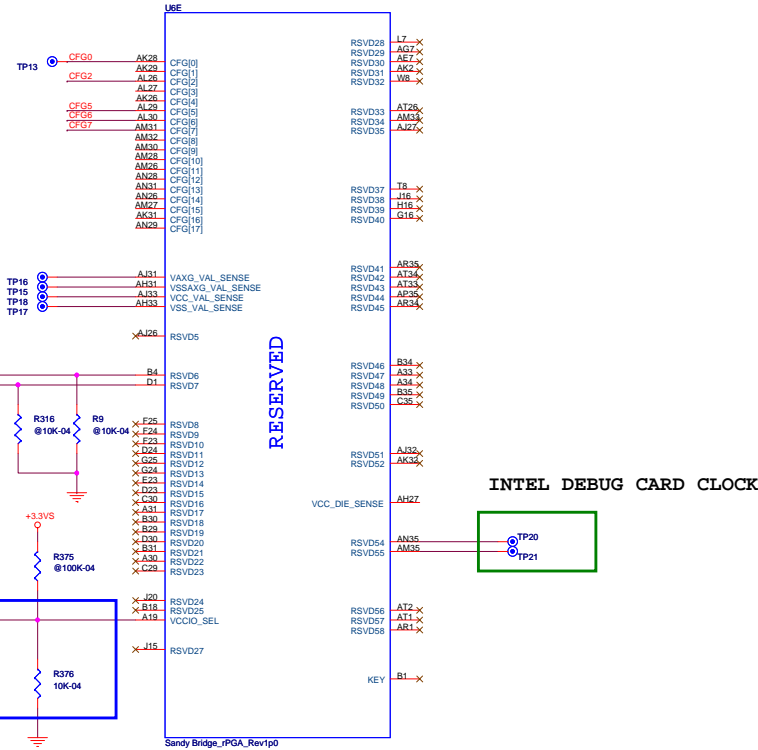 U6E
TP13
CFG0 AK28 CFG[0]
AK29 CFG[1]
CFG2 AL26 CFG[2]
AL27 CFG[3]
AK26 CFG[4]
CFG5 AL29 CFG[5]
CFG6 AL30 CFG[6]
CFG7 AM31 CFG[7]
AM32 CFG[8]
AM30 CFG[9]
AM28 CFG[10]
AM26 CFG[11]
AN28 CFG[12]
AN31 CFG[13]
AN26 CFG[14]
AM27 CFG[15]
AK31 CFG[16]
AN29 CFG[17]
TP16 AJ31 VAXG_VAL_SENSE
TP15 AH31 VSSAXG_VAL_SENSE
TP18 AJ33 VCC_VAL_SENSE
TP17 AH33 VSS_VAL_SENSE
AJ26 RSVD5
B4 RSVD6
D1 RSVD7
R316
@10K-04
R9
@10K-04
F25 RSVD8
F24 RSVD9
F23 RSVD10
D24 RSVD11
G25 RSVD12
G24 RSVD13
E23 RSVD14
D23 RSVD15
C30 RSVD16
A31 RSVD17
B30 RSVD18
B29 RSVD19
D30 RSVD20
B31 RSVD21
A30 RSVD22
C29 RSVD23
+3.3VS
R375
@100K-04
J20 RSVD24
B18 RSVD25
A19 VCCIO_SEL
J15 RSVD27
R376
10K-04
RESERVED
RSVD28 L7
RSVD29 AG7
RSVD30 AE7
RSVD31 AK2
RSVD32 W8
RSVD33 AT26
RSVD34 AM33
RSVD35 AJ27
RSVD37 T8
RSVD38 J16
RSVD39 H16
RSVD40 G16
RSVD41 AR35
RSVD42 AT34
RSVD43 AT33
RSVD44 AP35
RSVD45 AR34
RSVD46 B34
RSVD47 A33
RSVD48 A34
RSVD49 B35
RSVD50 C35
RSVD51 AJ32
RSVD52 AK32
VCC_DIE_SENSE AH27
INTEL DEBUG CARD CLOCK
RSVD54 AN35 TP20
RSVD55 AM35 TP21
RSVD56 AT2
RSVD57 AT1
RSVD58 AR1
KEY B1
Sandy Bridge_rPGA_Rev1p0